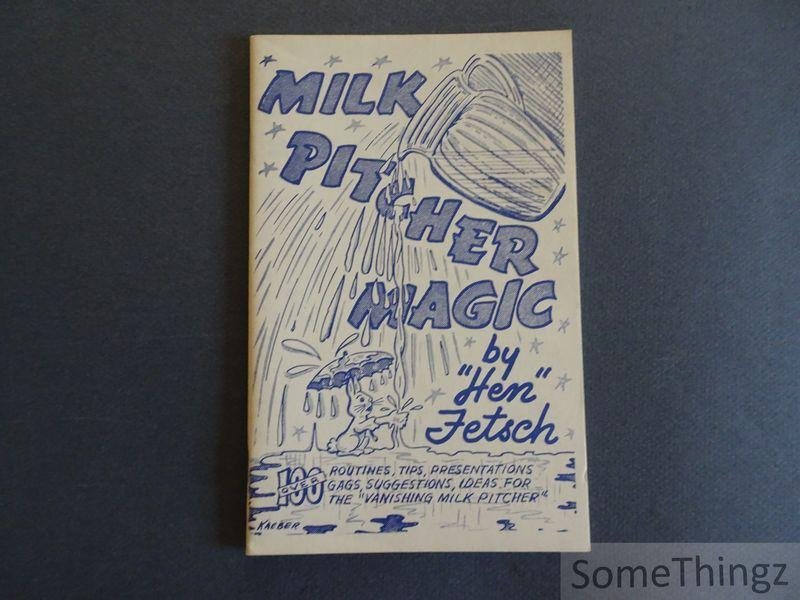 MILK
PITCHER
MAGIC
by
"Hen"
Fetsch
OVER 100
ROUTINES, TIPS, PRESENTATIONS
GAGS, SUGGESTIONS, IDEAS FOR
THE "VANISHING MILK PITCHER"
KAEBER
SomeThingz